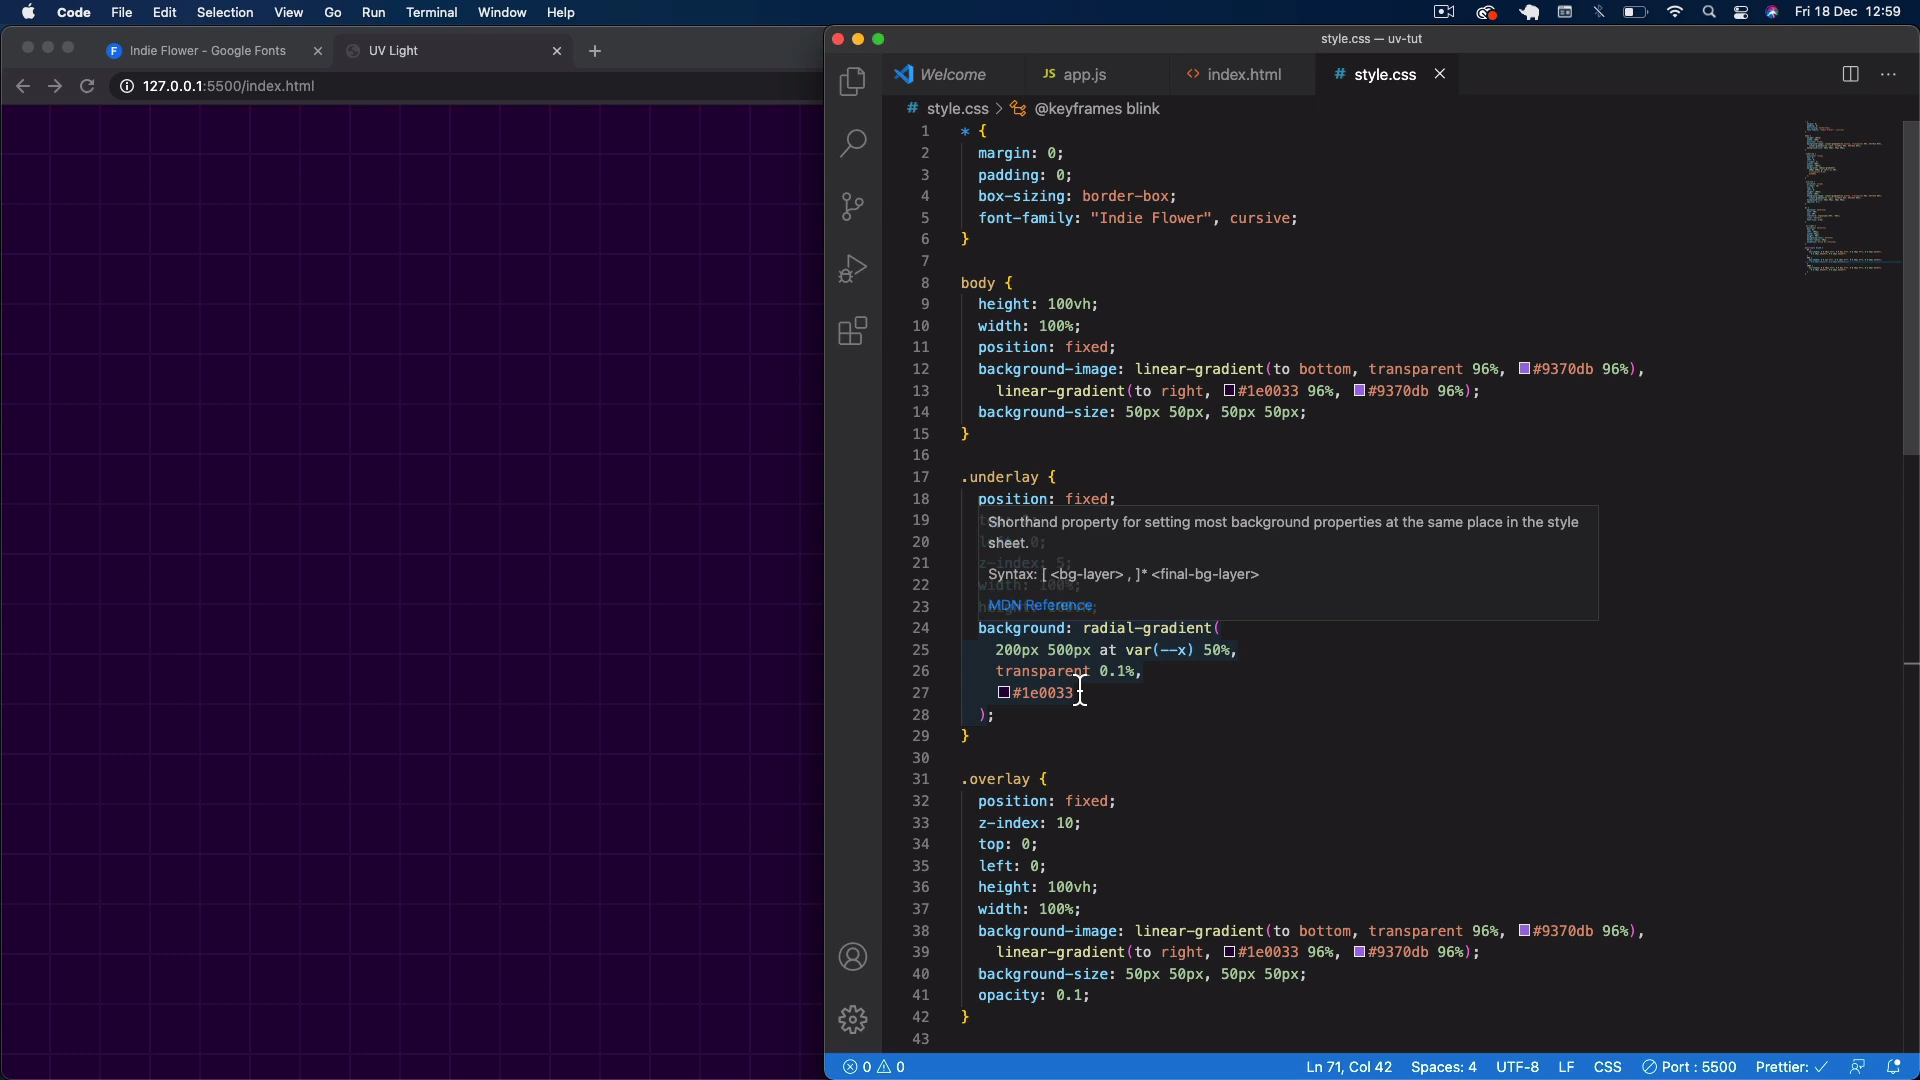 Code File Edit Selection View Go Run Terminal Window Help Fri 18 Dec 12:59
Indie Flower - Google Fonts UV Light
127.0.0.1:5500/index.html
style.css — uv-tut
Welcome JS app.js <> index.html # style.css
# style.css > @keyframes blink
1 * {
2 margin: 0;
3 padding: 0;
4 box-sizing: border-box;
5 font-family: "Indie Flower", cursive;
6 }
7
8 body {
9 height: 100vh;
10 width: 100%;
11 position: fixed;
12 background-image: linear-gradient(to bottom, transparent 96%, #9370db 96%),
13 linear-gradient(to right, #1e0033 96%, #9370db 96%);
14 background-size: 50px 50px, 50px 50px;
15 }
16
17 .underlay {
18 position: fixed;
19 Shorthand property for setting most background properties at the same place in the style
20 sheet.
21 z-index: 5;
Syntax: [ <bg-layer> , ]* <final-bg-layer>
22 width: 100%;
23 MDN Reference
24 background: radial-gradient(
25 200px 500px at var(--x) 50%,
26 transparent 0.1%,
27 #1e0033
28 );
29 }
30
31 .overlay {
32 position: fixed;
33 z-index: 10;
34 top: 0;
35 left: 0;
36 height: 100vh;
37 width: 100%;
38 background-image: linear-gradient(to bottom, transparent 96%, #9370db 96%),
39 linear-gradient(to right, #1e0033 96%, #9370db 96%);
40 background-size: 50px 50px, 50px 50px;
41 opacity: 0.1;
42 }
43
0 0 Ln 71, Col 42 Spaces: 4 UTF-8 LF CSS Port : 5500 Prettier: ✓